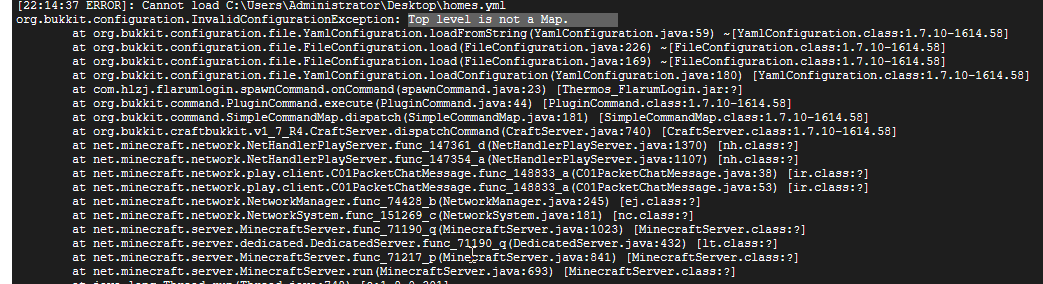 [22:14:37 ERROR]: Cannot load C:\Users\Administrator\Desktop\homes.yml
org.bukkit.configuration.InvalidConfigurationException: Top level is not a Map.
at org.bukkit.configuration.file.YamlConfiguration.loadFromString(YamlConfiguration.java:59) ~[YamlConfiguration.class:1.7.10-1614.58]
at org.bukkit.configuration.file.FileConfiguration.load(FileConfiguration.java:226) ~[FileConfiguration.class:1.7.10-1614.58]
at org.bukkit.configuration.file.FileConfiguration.load(FileConfiguration.java:169) ~[FileConfiguration.class:1.7.10-1614.58]
at org.bukkit.configuration.file.YamlConfiguration.loadConfiguration(YamlConfiguration.java:180) [YamlConfiguration.class:1.7.10-1614.58]
at com.hlzj.flarumlogin.spawnCommand.onCommand(spawnCommand.java:23) [Thermos_FlarumLogin.jar:?]
at org.bukkit.command.PluginCommand.execute(PluginCommand.java:44) [PluginCommand.class:1.7.10-1614.58]
at org.bukkit.command.SimpleCommandMap.dispatch(SimpleCommandMap.java:181) [SimpleCommandMap.class:1.7.10-1614.58]
at org.bukkit.craftbukkit.v1_7_R4.CraftServer.dispatchCommand(CraftServer.java:740) [CraftServer.class:1.7.10-1614.58]
at net.minecraft.network.NetHandlerPlayServer.func_147361_d(NetHandlerPlayServer.java:1370) [nh.class:?]
at net.minecraft.network.NetHandlerPlayServer.func_147354_a(NetHandlerPlayServer.java:1107) [nh.class:?]
at net.minecraft.network.play.client.C01PacketChatMessage.func_148833_a(C01PacketChatMessage.java:38) [ir.class:?]
at net.minecraft.network.play.client.C01PacketChatMessage.func_148833_a(C01PacketChatMessage.java:53) [ir.class:?]
at net.minecraft.network.NetworkManager.func_74428_b(NetworkManager.java:245) [ej.class:?]
at net.minecraft.network.NetworkSystem.func_151269_c(NetworkSystem.java:181) [nc.class:?]
at net.minecraft.server.MinecraftServer.func_71190_q(MinecraftServer.java:1023) [MinecraftServer.class:?]
at net.minecraft.server.dedicated.DedicatedServer.func_71190_q(DedicatedServer.java:432) [lt.class:?]
at net.minecraft.server.MinecraftServer.func_71217_p(MinecraftServer.java:841) [MinecraftServer.class:?]
at net.minecraft.server.MinecraftServer.run(MinecraftServer.java:693) [MinecraftServer.class:?]